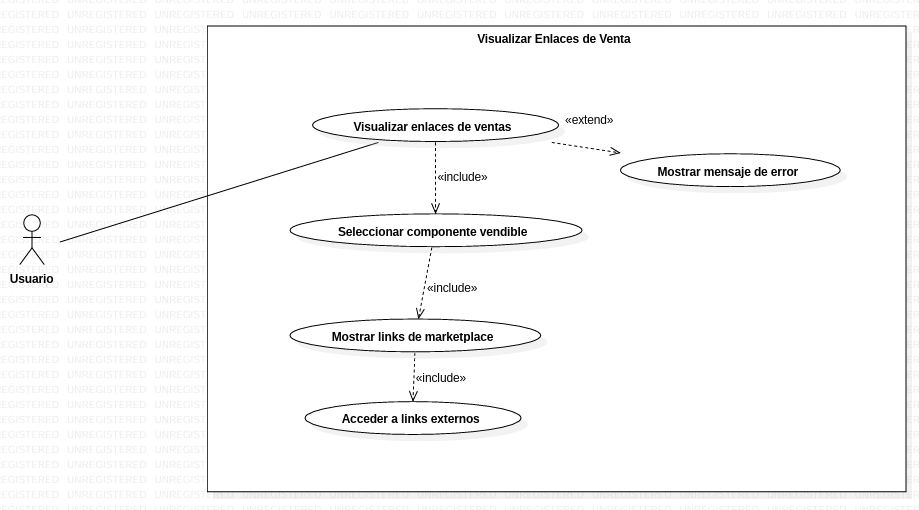 Visualizar Enlaces de Venta
Visualizar enlaces de ventas
«extend»
Mostrar mensaje de error
«include»
Seleccionar componente vendible
Usuario
«include»
Mostrar links de marketplace
«include»
Acceder a links externos
UNREGISTERED